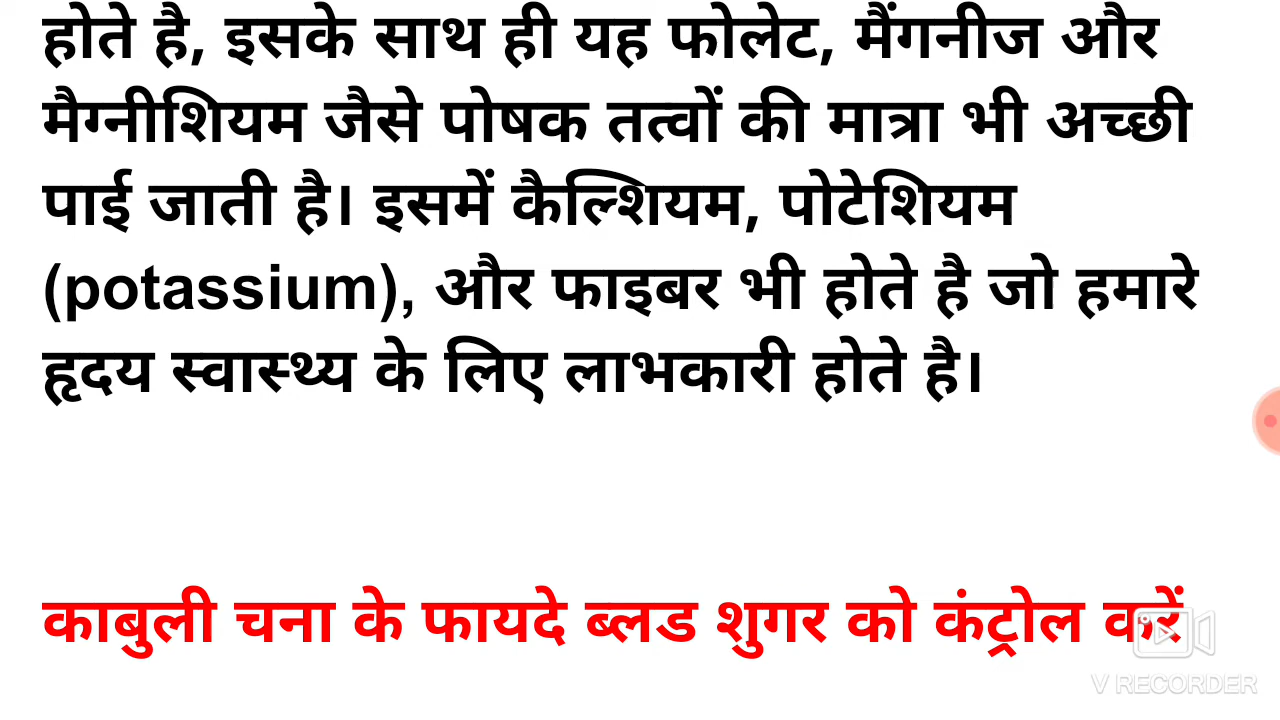 होते है, इसके साथ ही यह फोलेट, मैंगनीज और
मैग्नीशियम जैसे पोषक तत्वों की मात्रा भी अच्छी
पाई जाती है। इसमें कैल्शियम, पोटेशियम
(potassium), और फाइबर भी होते है जो हमारे
हृदय स्वास्थ्य के लिए लाभकारी होते है।
काबुली चना के फायदे ब्लड शुगर को कंट्रोल करें
V RECORDER